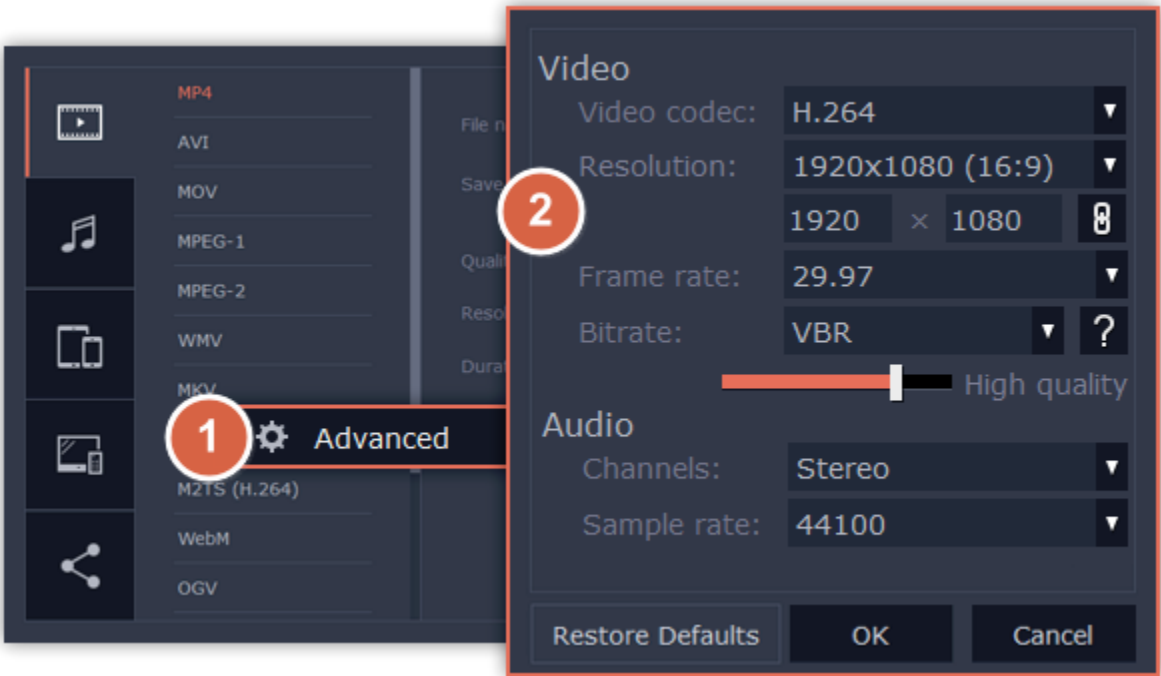 MP4
AVI
MOV
MPEG-1
MPEG-2
WMV
MKV
1
Advanced
M2TS (H.264)
WebM
OGV
File n
Save
Qualit
Resol
Durat
2
Video
Video codec: H.264
Resolution: 1920x1080 (16:9)
1920 × 1080
Frame rate: 29.97
Bitrate: VBR ?
High quality
Audio
Channels: Stereo
Sample rate: 44100
Restore Defaults OK Cancel